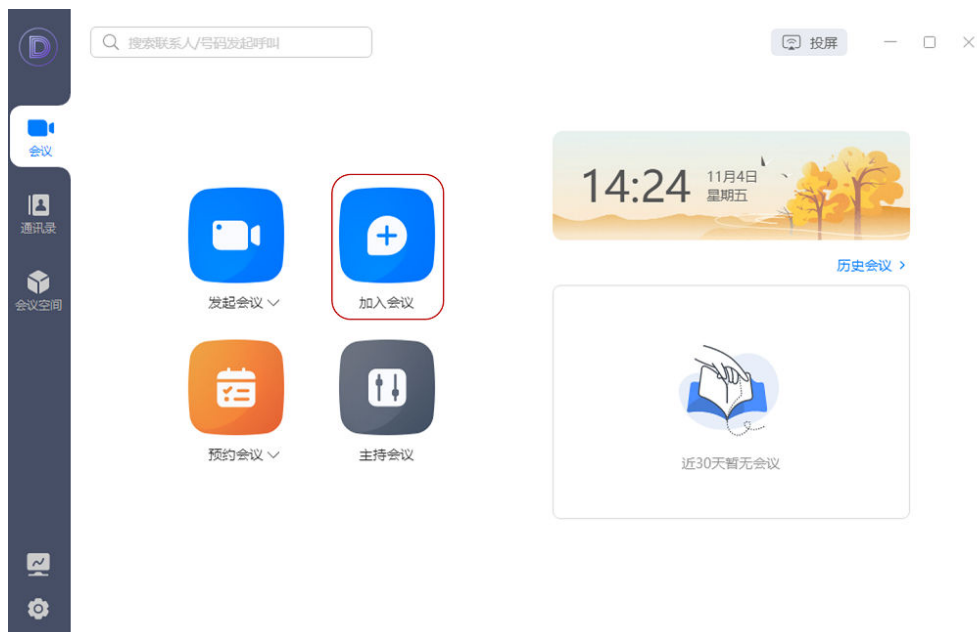 搜索联系人/号码发起呼叫
投屏
会议
通讯录
会议空间
发起会议
加入会议
预约会议
主持会议
14:24
11月4日
星期五
历史会议
近30天暂无会议